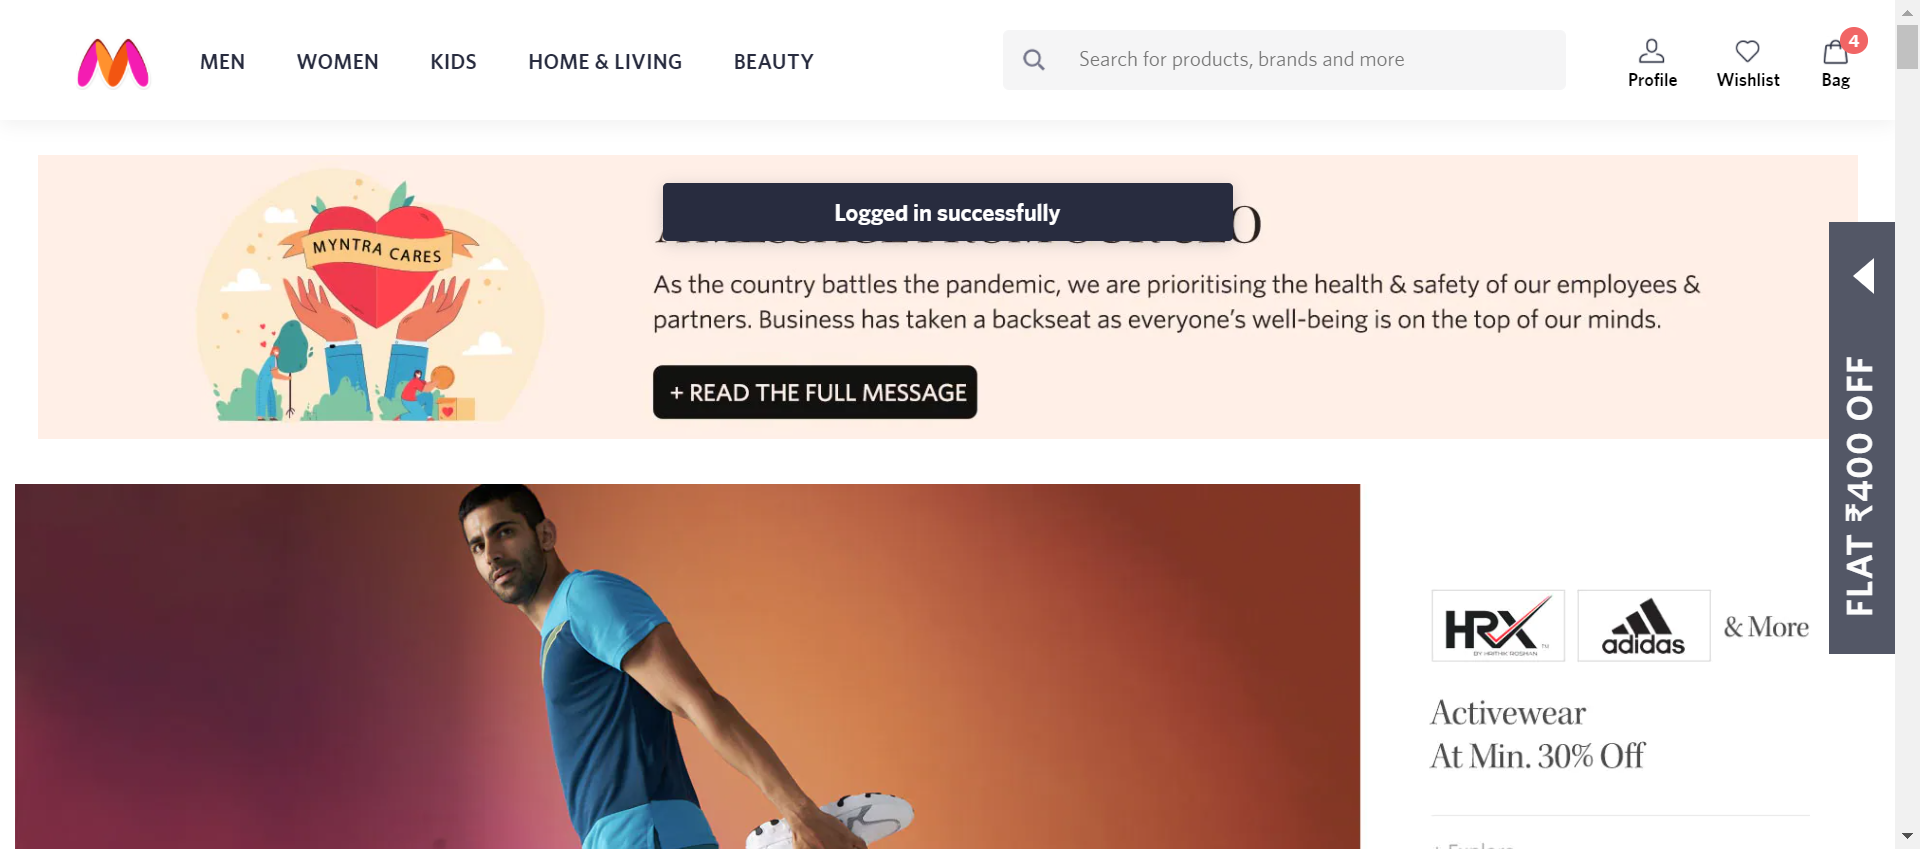 MEN WOMEN KIDS HOME & LIVING BEAUTY
Search for products, brands and more
Profile Wishlist Bag
4
MYNTRA CARES
Logged in successfully
As the country battles the pandemic, we are prioritising the health & safety of our employees &
partners. Business has taken a backseat as everyone's well-being is on the top of our minds.
+ READ THE FULL MESSAGE
FLAT ₹400 OFF
HRX
TM
BY HRITHIK ROSHAN
adidas
& More
Activewear
At Min. 30% Off